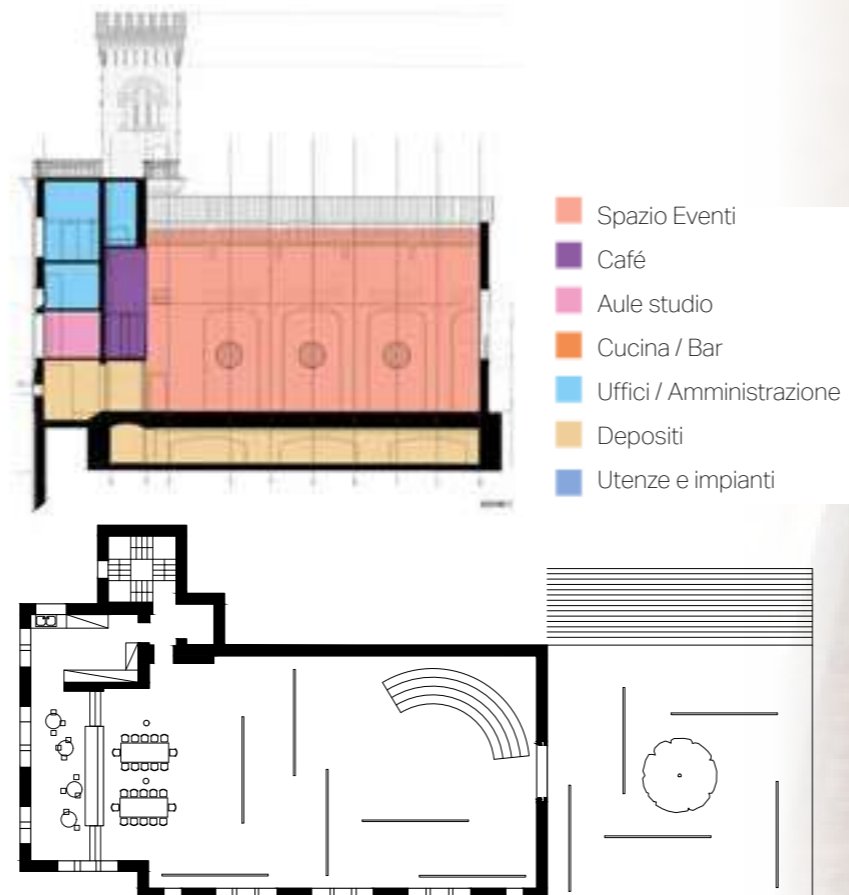 Spazio Eventi
Café
Aule studio
Cucina / Bar
Uffici / Amministrazione
Depositi
Utenze e impianti